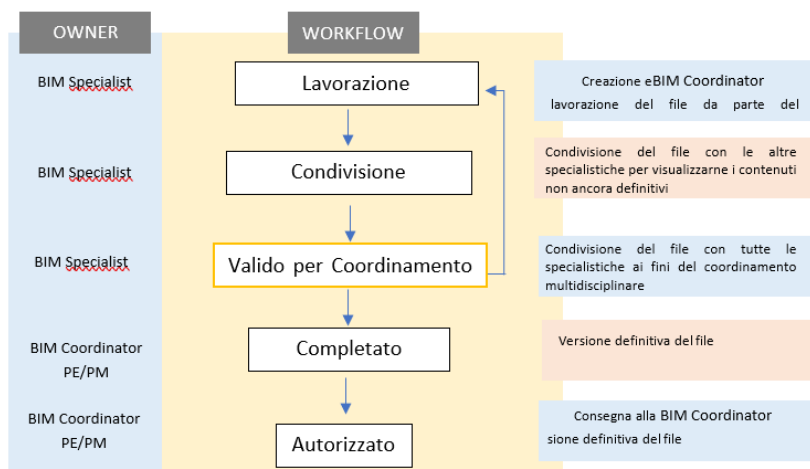 OWNER
WORKFLOW
BIM Specialist
Lavorazione
Creazione eBIM Coordinator
lavorazione del file da parte del
BIM Specialist
Condivisione
Condivisione del file con le altre
specialistiche per visualizzarne i contenuti
non ancora definitivi
BIM Specialist
Valido per Coordinamento
Condivisione del file con tutte le
specialistiche ai fini del coordinamento
multidisciplinare
BIM Coordinator
PE/PM
Completato
Versione definitiva del file
BIM Coordinator
PE/PM
Autorizzato
Consegna alla BIM Coordinator
sione definitiva del file